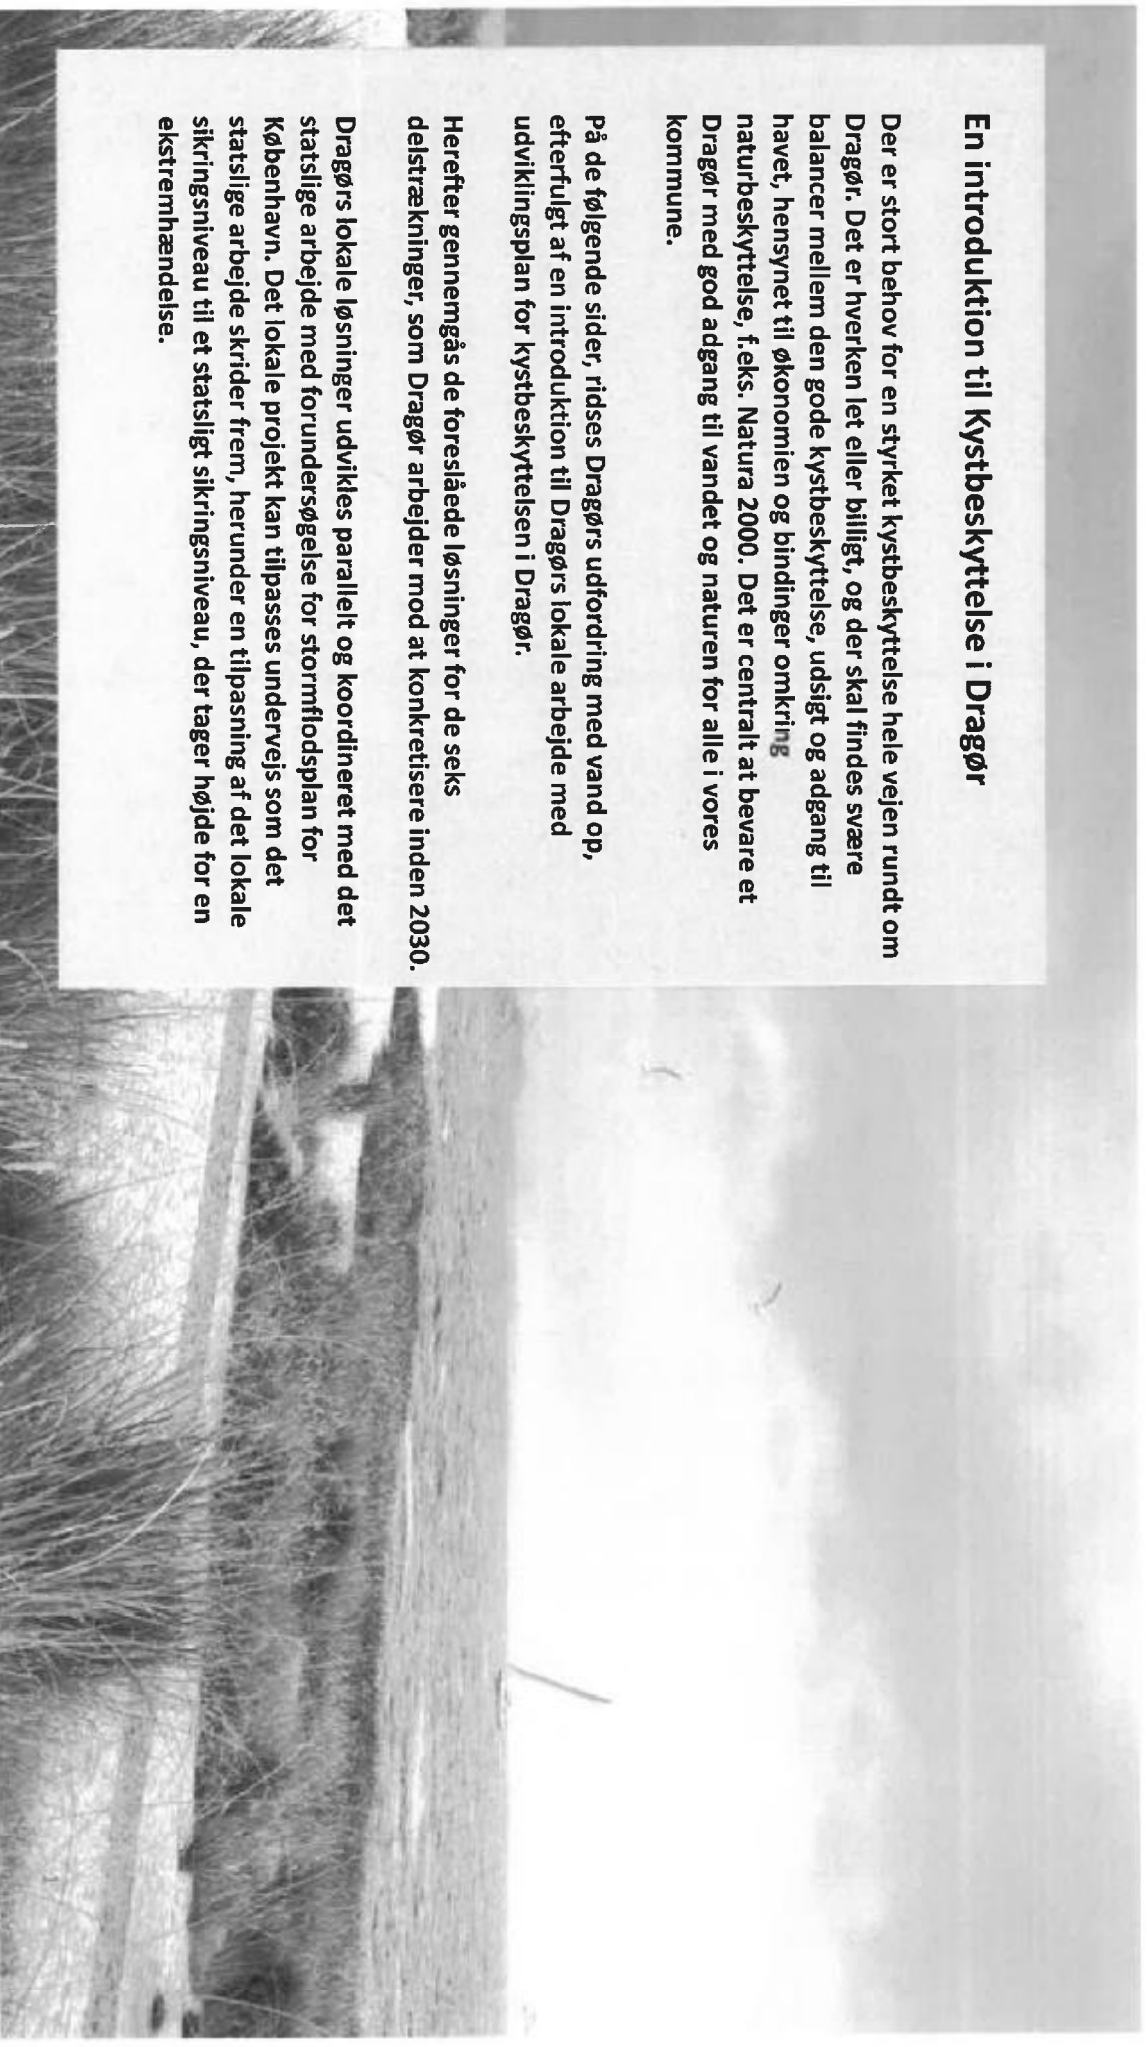 En introduktion til Kystbeskyttelse i Dragør
Der er stort behov for en styrket kystbeskyttelse hele vejen rundt om
Dragør. Det er hverken let eller billigt, og der skal findes svære
balancer mellem den gode kystbeskyttelse, udsigt og adgang til
havet, hensynet til økonomien og bindinger omkring
naturbeskyttelse, f.eks. Natura 2000. Det er centralt at bevare et
Dragør med god adgang til vandet og naturen for alle i vores
kommune.
På de følgende sider, ridses Dragørs udfordring med vand op,
efterfulgt af en introduktion til Dragørs lokale arbejde med
udviklingsplan for kystbeskyttelsen i Dragør.
Herefter gennemgås de foreslåede løsninger for de seks
delstrækninger, som Dragør arbejder mod at konkretisere inden 2030.
Dragørs lokale løsninger udvikles parallelt og koordineret med det
statslige arbejde med forundersøgelse for stormflodsplan for
København. Det lokale projekt kan tilpasses undervejs som det
statslige arbejde skrider frem, herunder en tilpasning af det lokale
sikringsniveau til et statsligt sikringsniveau, der tager højde for en
ekstremhændelse.
1